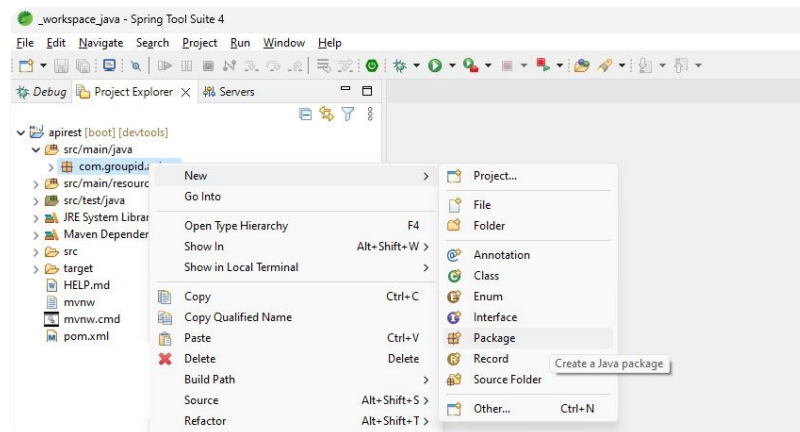 _workspace_java - Spring Tool Suite 4
File Edit Navigate Search Project Run Window Help
Debug Project Explorer Servers
apirest [boot] [devtools]
src/main/java
com.groupid.
src/main/resourc
src/test/java
JRE System Librar
Maven Depender
src
target
HELP.md
mvnw
mvnw.cmd
pom.xml
New
Go Into
Open Type Hierarchy F4
Show In Alt+Shift+W
Show in Local Terminal
Copy Ctrl+C
Copy Qualified Name
Paste Ctrl+V
Delete Delete
Build Path
Source Alt+Shift+S
Refactor Alt+Shift+T
Project...
File
Folder
Annotation
Class
Enum
Interface
Package
Record
Create a Java package
Source Folder
Other... Ctrl+N